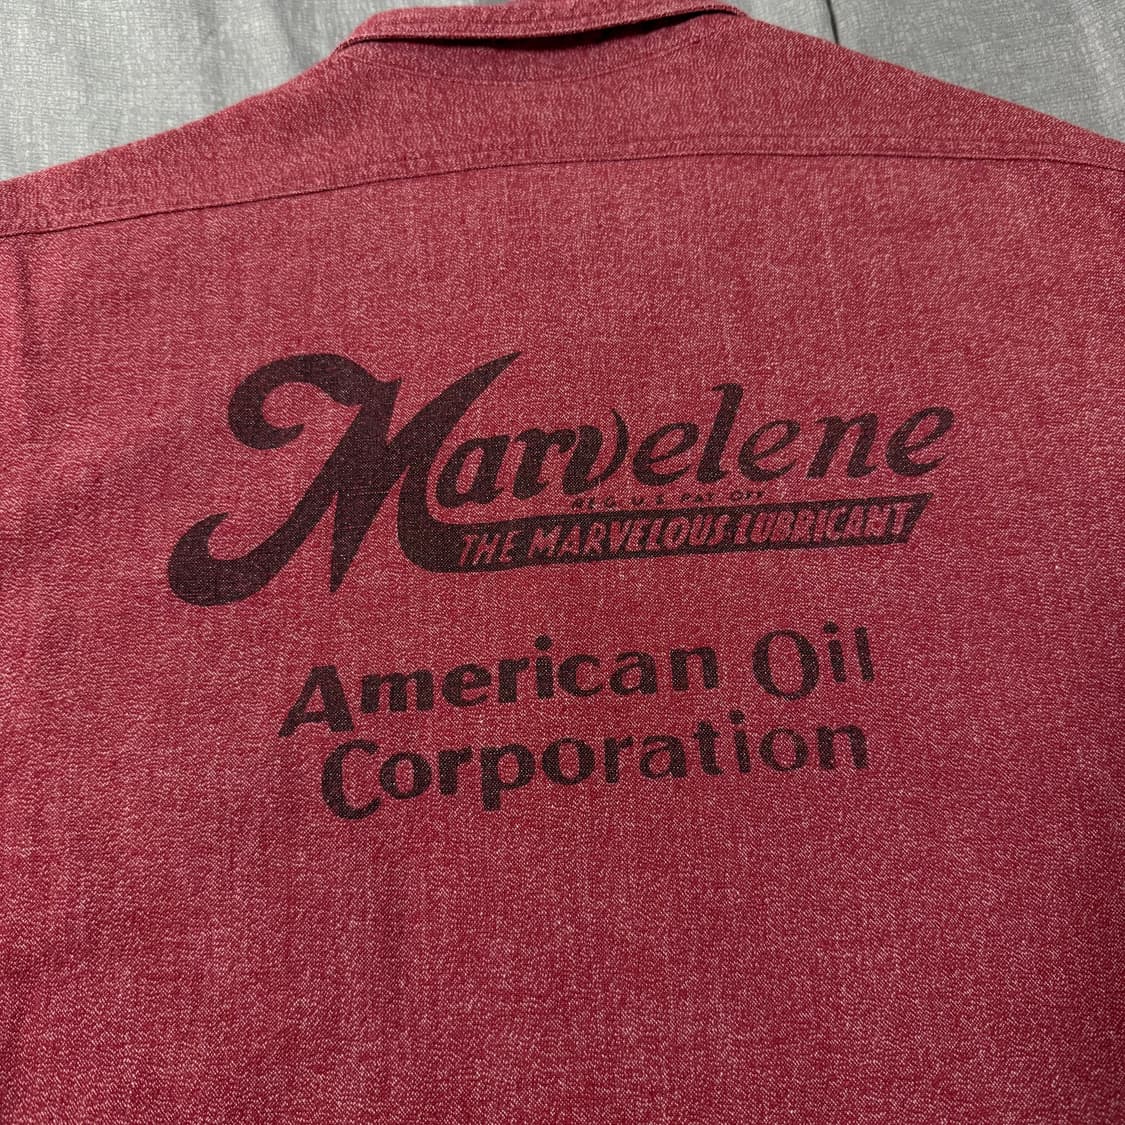 Marvelene
REG. U.S. PAT. OFF.
THE MARVELOUS LUBRICANT
American Oil
Corporation